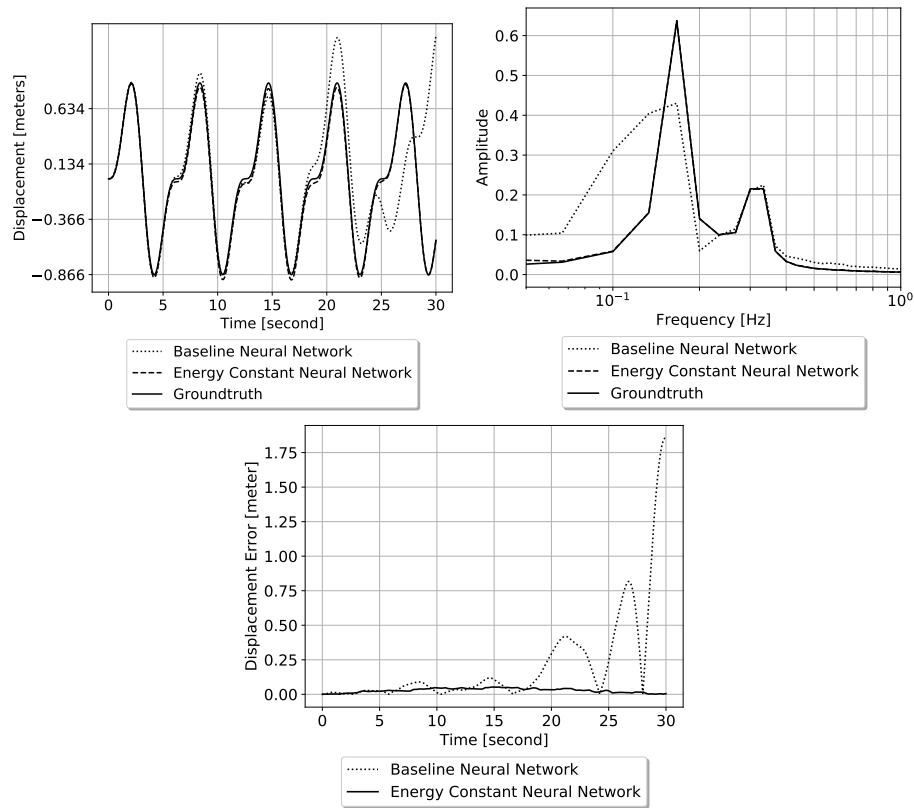 Displacement [meters]
0.634
0.134
−0.366
−0.866
0 5 10 15 20 25 30
Time [second]
Baseline Neural Network
Energy Constant Neural Network
Groundtruth
Amplitude
0.6
0.5
0.4
0.3
0.2
0.1
0.0
10⁻¹ 10⁰
Frequency [Hz]
Baseline Neural Network
Energy Constant Neural Network
Groundtruth
Displacement Error [meter]
1.75
1.50
1.25
1.00
0.75
0.50
0.25
0.00
0 5 10 15 20 25 30
Time [second]
Baseline Neural Network
Energy Constant Neural Network